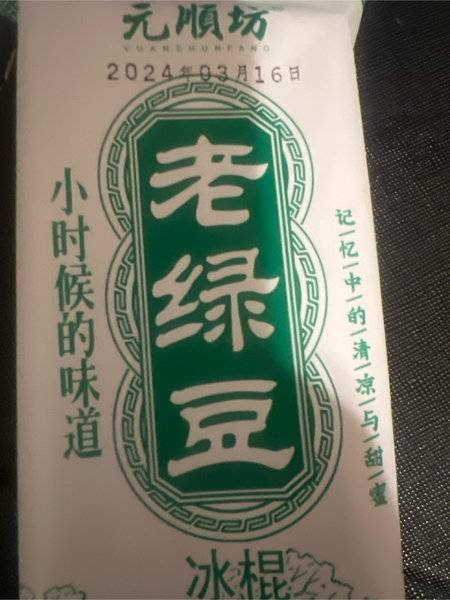 元順坊
YUANSHUNFANG
2024年03月16日
老绿豆
小时候的味道
记忆中的清凉与甜蜜
冰棍